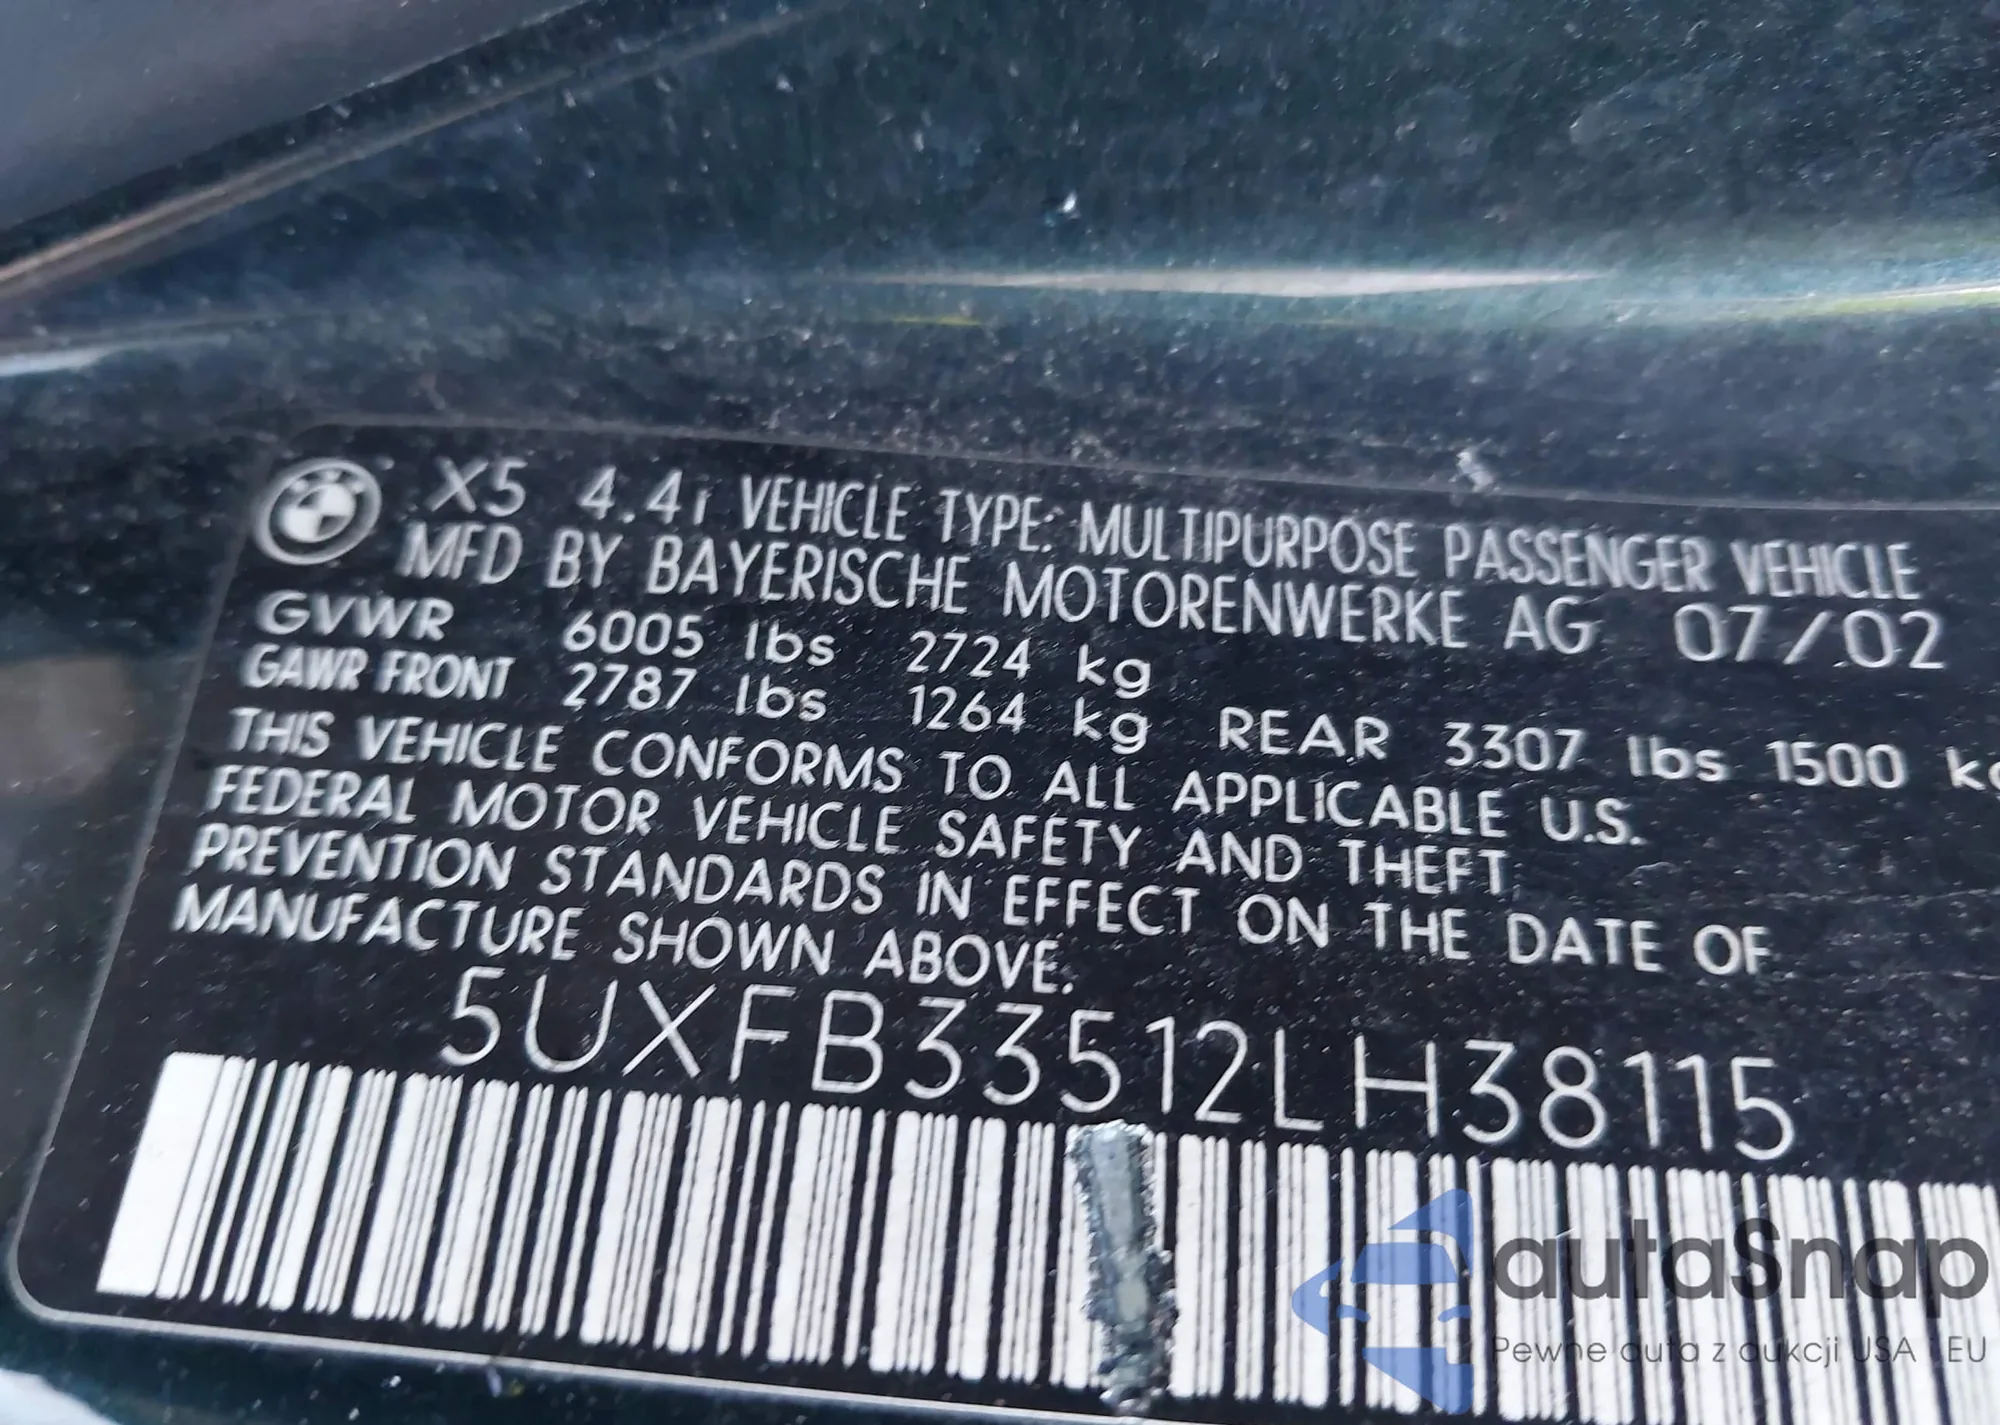 X5 4.4i VEHICLE TYPE: MULTIPURPOSE PASSENGER VEHICLE
MFD BY BAYERISCHE MOTORENWERKE AG 07/02
GVWR 6005 lbs 2724 kg
GAWR FRONT 2787 lbs 1264 kg REAR 3307 lbs 1500 kg
THIS VEHICLE CONFORMS TO ALL APPLICABLE U.S.
FEDERAL MOTOR VEHICLE SAFETY AND THEFT
PREVENTION STANDARDS IN EFFECT ON THE DATE OF
MANUFACTURE SHOWN ABOVE.
5UXFB33512LH38115
autaSnap
Pewne auta z aukcji USA i EU